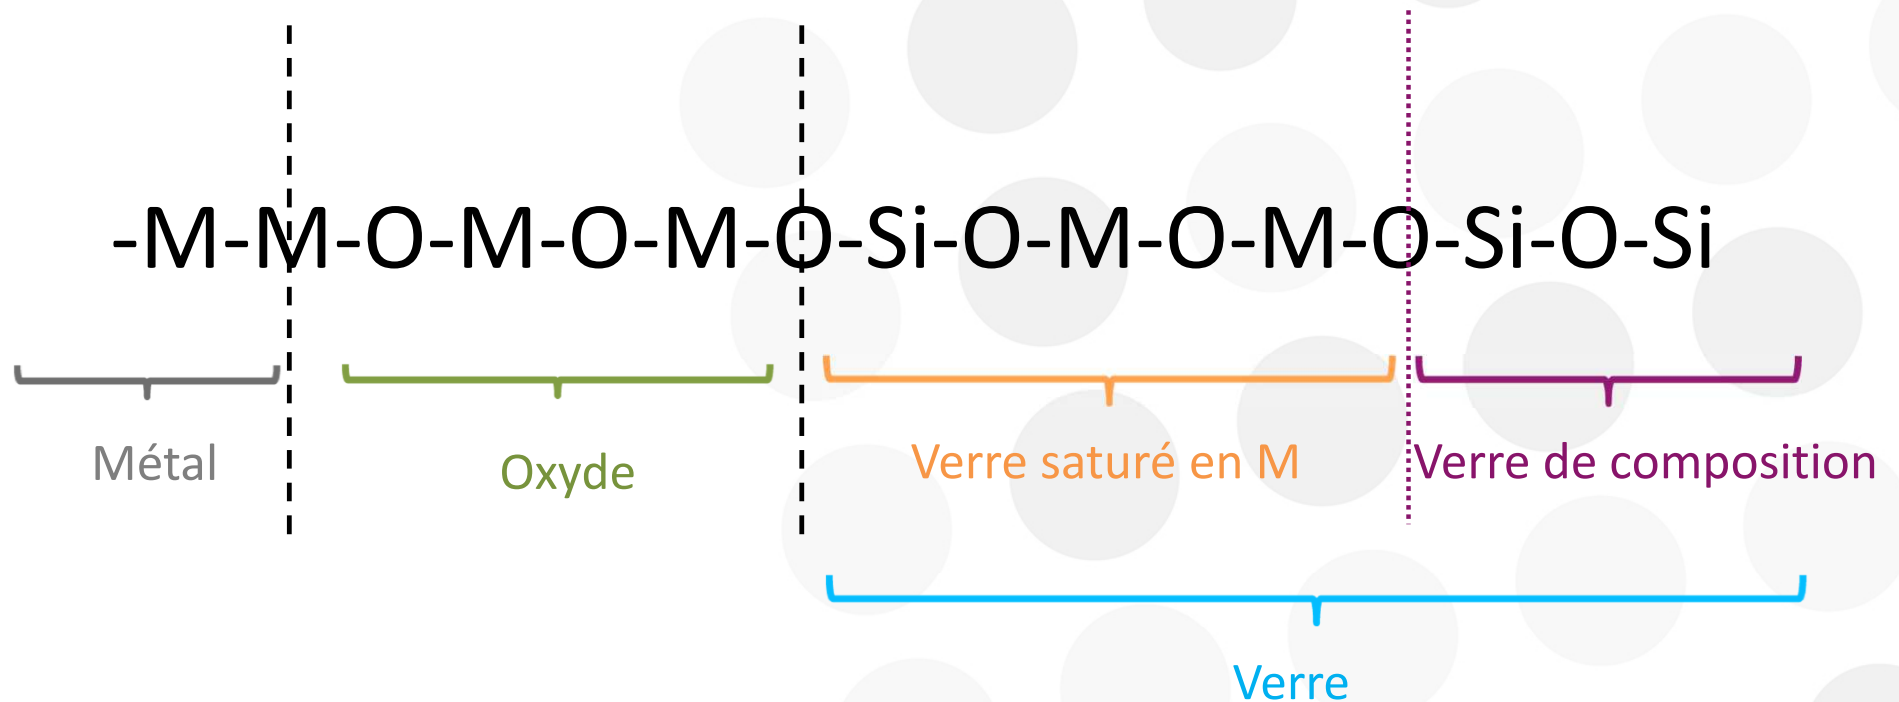 -M-M-O-M-O-M-O-Si-O-M-O-M-O-Si-O-Si
Métal
Oxyde
Verre saturé en M
Verre de composition
Verre